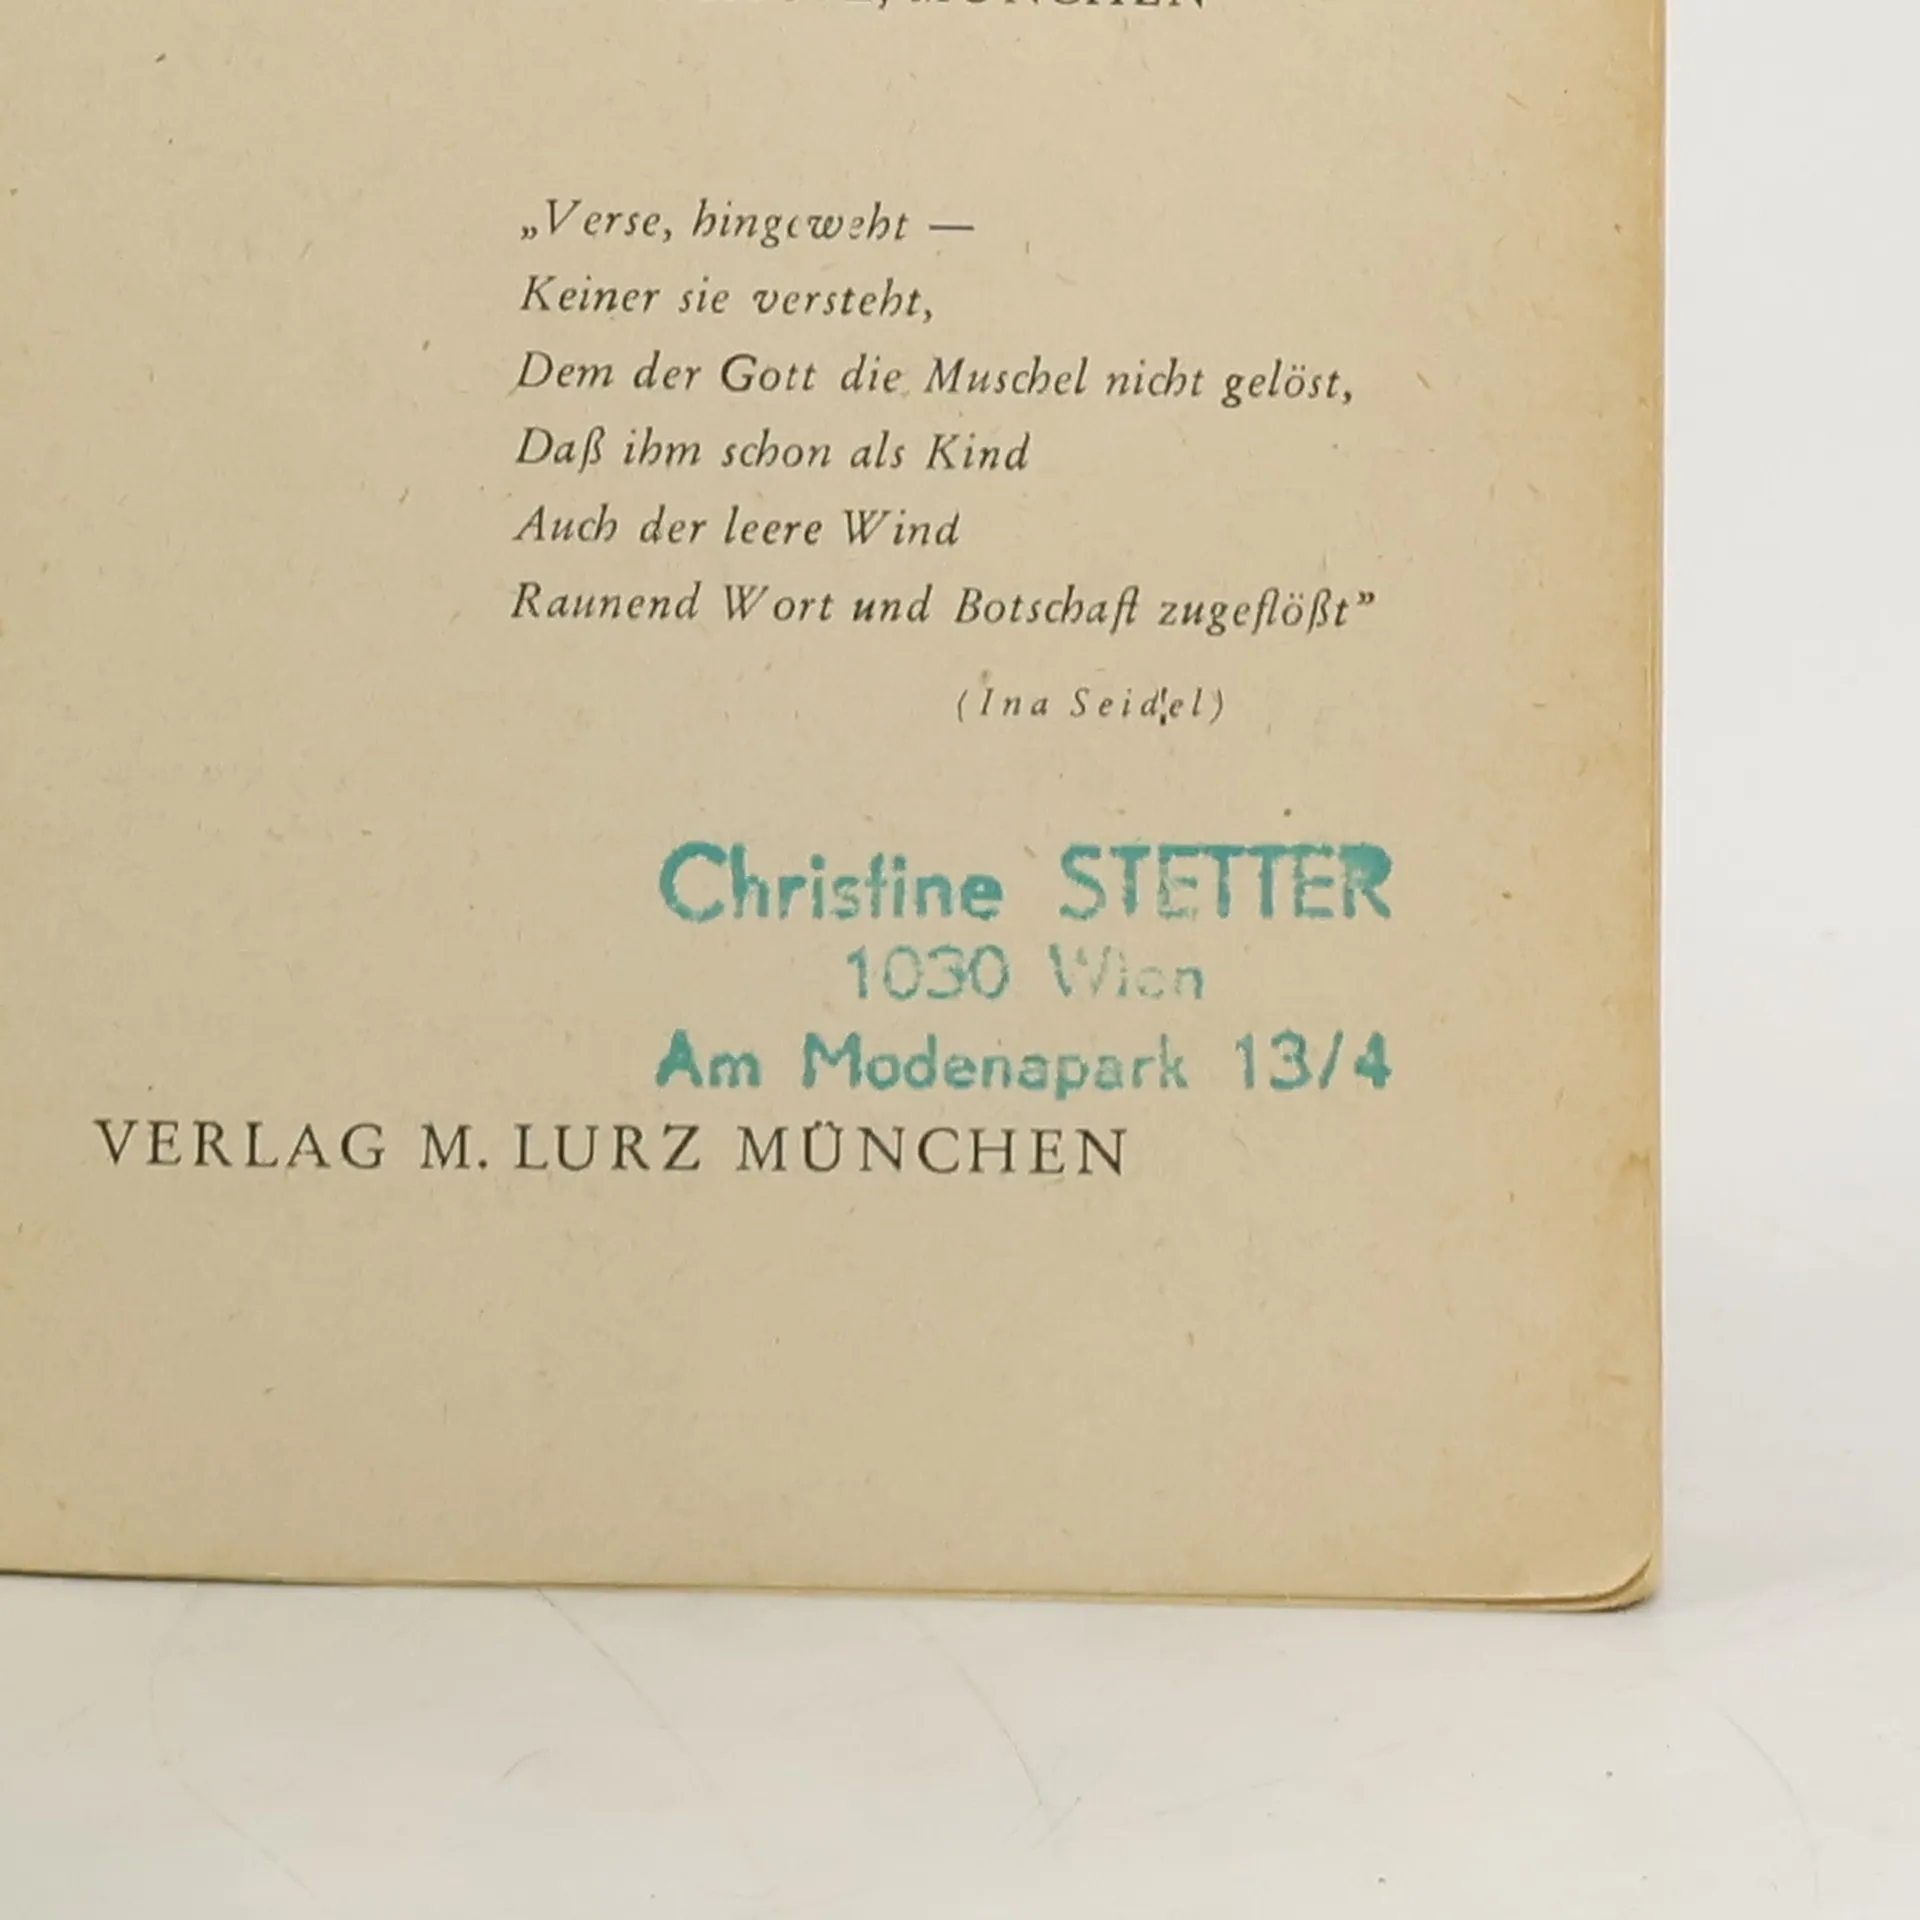 MÜNCHEN
„Verse, hingeweht —
Keiner sie versteht,
Dem der Gott die Muschel nicht gelöst,
Daß ihm schon als Kind
Auch der leere Wind
Raunend Wort und Botschaft zugeflößt”
(Ina Seidel)
Christine STETTER
1030 Wien
Am Modenapark 13/4
VERLAG M. LURZ MÜNCHEN